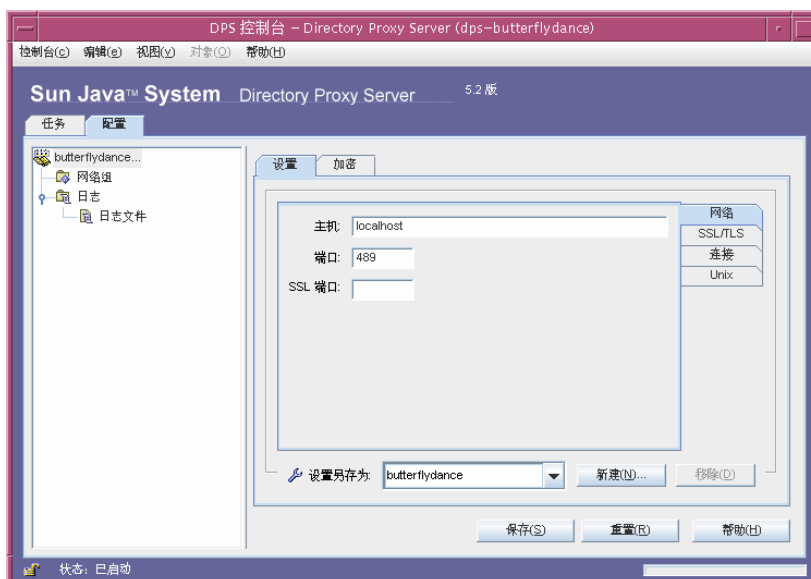 DPS 控制台 – Directory Proxy Server (dps-butterflydance)
控制台(C) 编辑(e) 视图(V) 对象(O) 帮助(H)
Sun Java™ System Directory Proxy Server 5.2 版
任务 配置
butterflydance...
网络组
日志
日志文件
设置 加密
主机: localhost
端口: 489
SSL 端口:
网络
SSL/TLS
连接
Unix
设置另存为: butterflydance 新建(N)... 移除(D)
保存(S) 重置(R) 帮助(H)
状态: 已启动